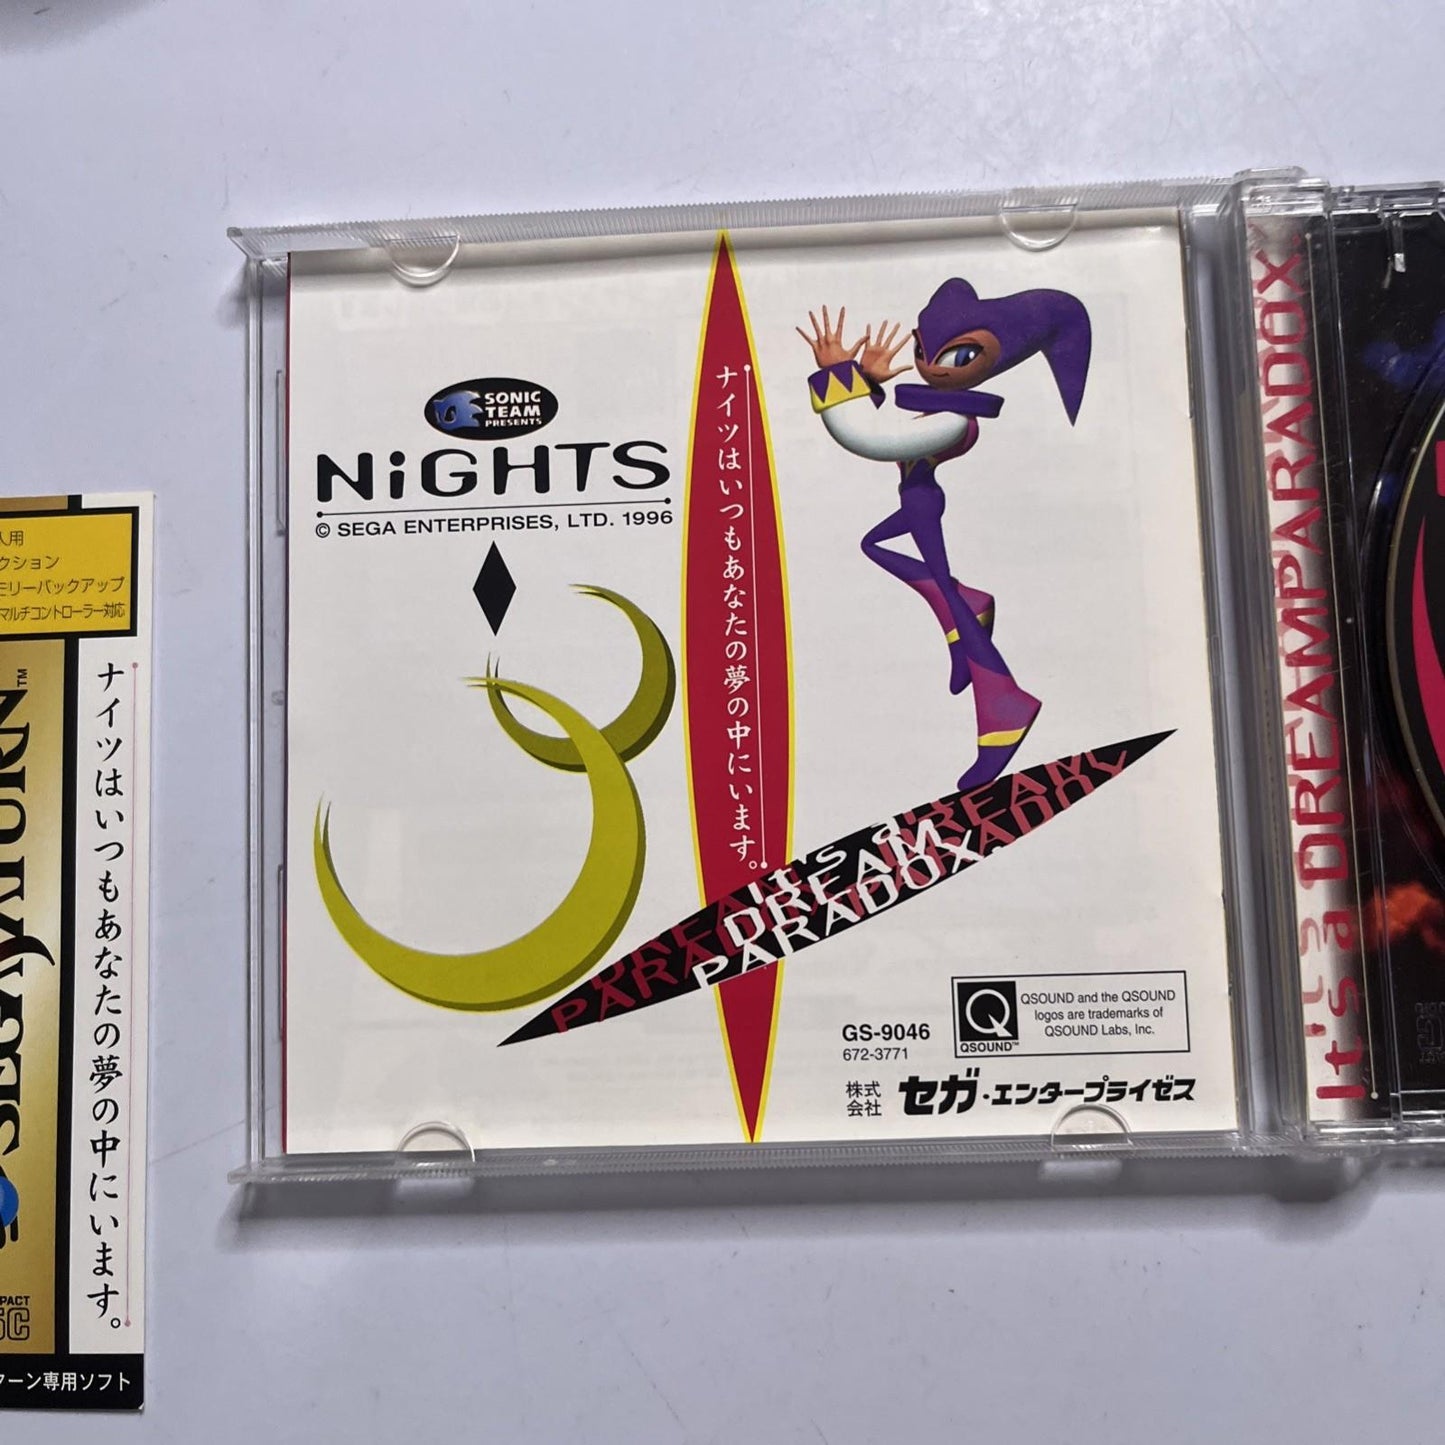 人用
クション
モリーバックアップ
マルチコントローラー対応
ナイツはいつもあなたの夢の中にいます。
SEGA SATURN™
ターン専用ソフト
SONIC
TEAM
PRESENTS
NiGHTS
© SEGA ENTERPRISES, LTD. 1996
ナイツはいつもあなたの夢の中にいます。
It's a
DREAM
PARADOX.
GS-9046
672-3771
Q
QSOUND™
QSOUND and the QSOUND
logos are trademarks of
QSOUND Labs, Inc.
株式
会社
セガ・エンタープライゼス
It's a DREAMPARADOX.